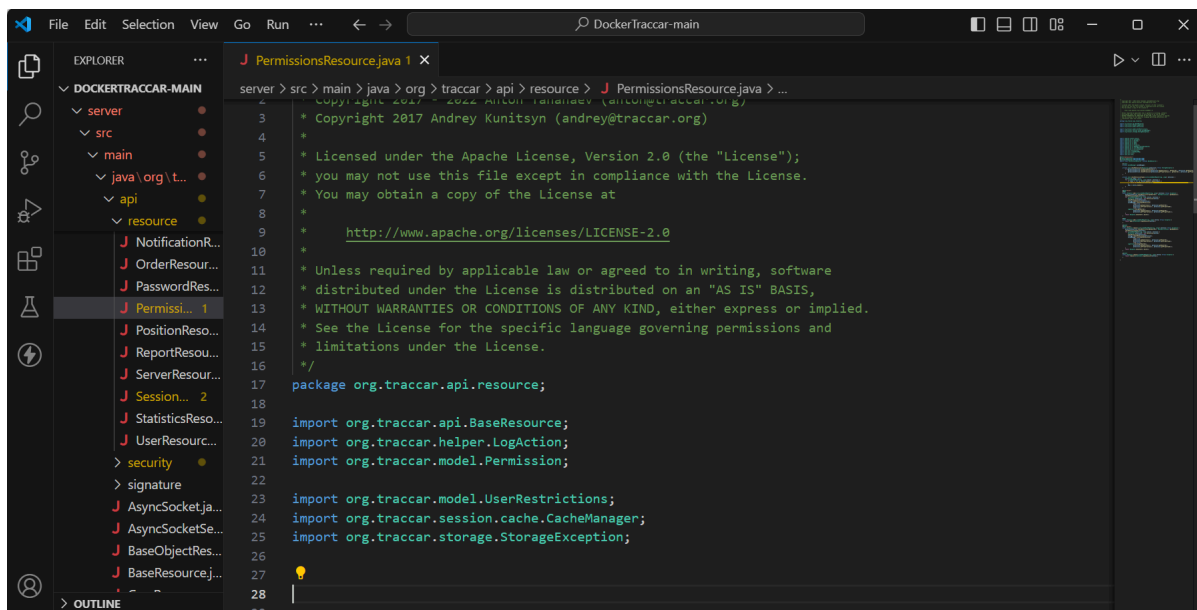 File Edit Selection View Go Run ··· DockerTraccar-main
EXPLORER ···
DOCKERTRACCAR-MAIN
server
src
main
java\org\t...
api
resource
NotificationR...
OrderResour...
PasswordRes...
Permissi... 1
PositionReso...
ReportResou...
ServerResour...
Session... 2
StatisticsReso...
UserResourc...
security
signature
AsyncSocket.ja...
AsyncSocketSe...
BaseObjectRes...
BaseResource.j...
OUTLINE
J PermissionsResource.java 1
server > src > main > java > org > traccar > api > resource > J PermissionsResource.java > ...
2 * Copyright 2017 - 2022 Anton Tananaev (anton@traccar.org)
3 * Copyright 2017 Andrey Kunitsyn (andrey@traccar.org)
4 *
5 * Licensed under the Apache License, Version 2.0 (the "License");
6 * you may not use this file except in compliance with the License.
7 * You may obtain a copy of the License at
8 *
9 * http://www.apache.org/licenses/LICENSE-2.0
10 *
11 * Unless required by applicable law or agreed to in writing, software
12 * distributed under the License is distributed on an "AS IS" BASIS,
13 * WITHOUT WARRANTIES OR CONDITIONS OF ANY KIND, either express or implied.
14 * See the License for the specific language governing permissions and
15 * limitations under the License.
16 */
17 package org.traccar.api.resource;
18
19 import org.traccar.api.BaseResource;
20 import org.traccar.helper.LogAction;
21 import org.traccar.model.Permission;
22
23 import org.traccar.model.UserRestrictions;
24 import org.traccar.session.cache.CacheManager;
25 import org.traccar.storage.StorageException;
26
27
28